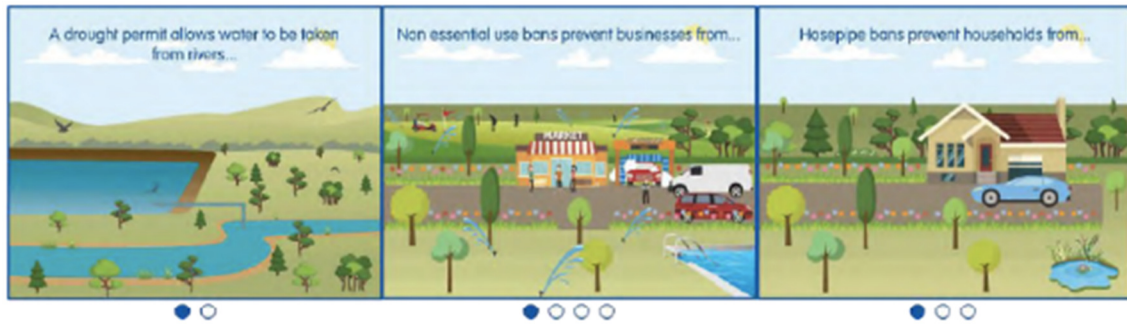 A drought permit allows water to be taken
from rivers...
Non essential use bans prevent businesses from...
Hosepipe bans prevent households from...
MARKET